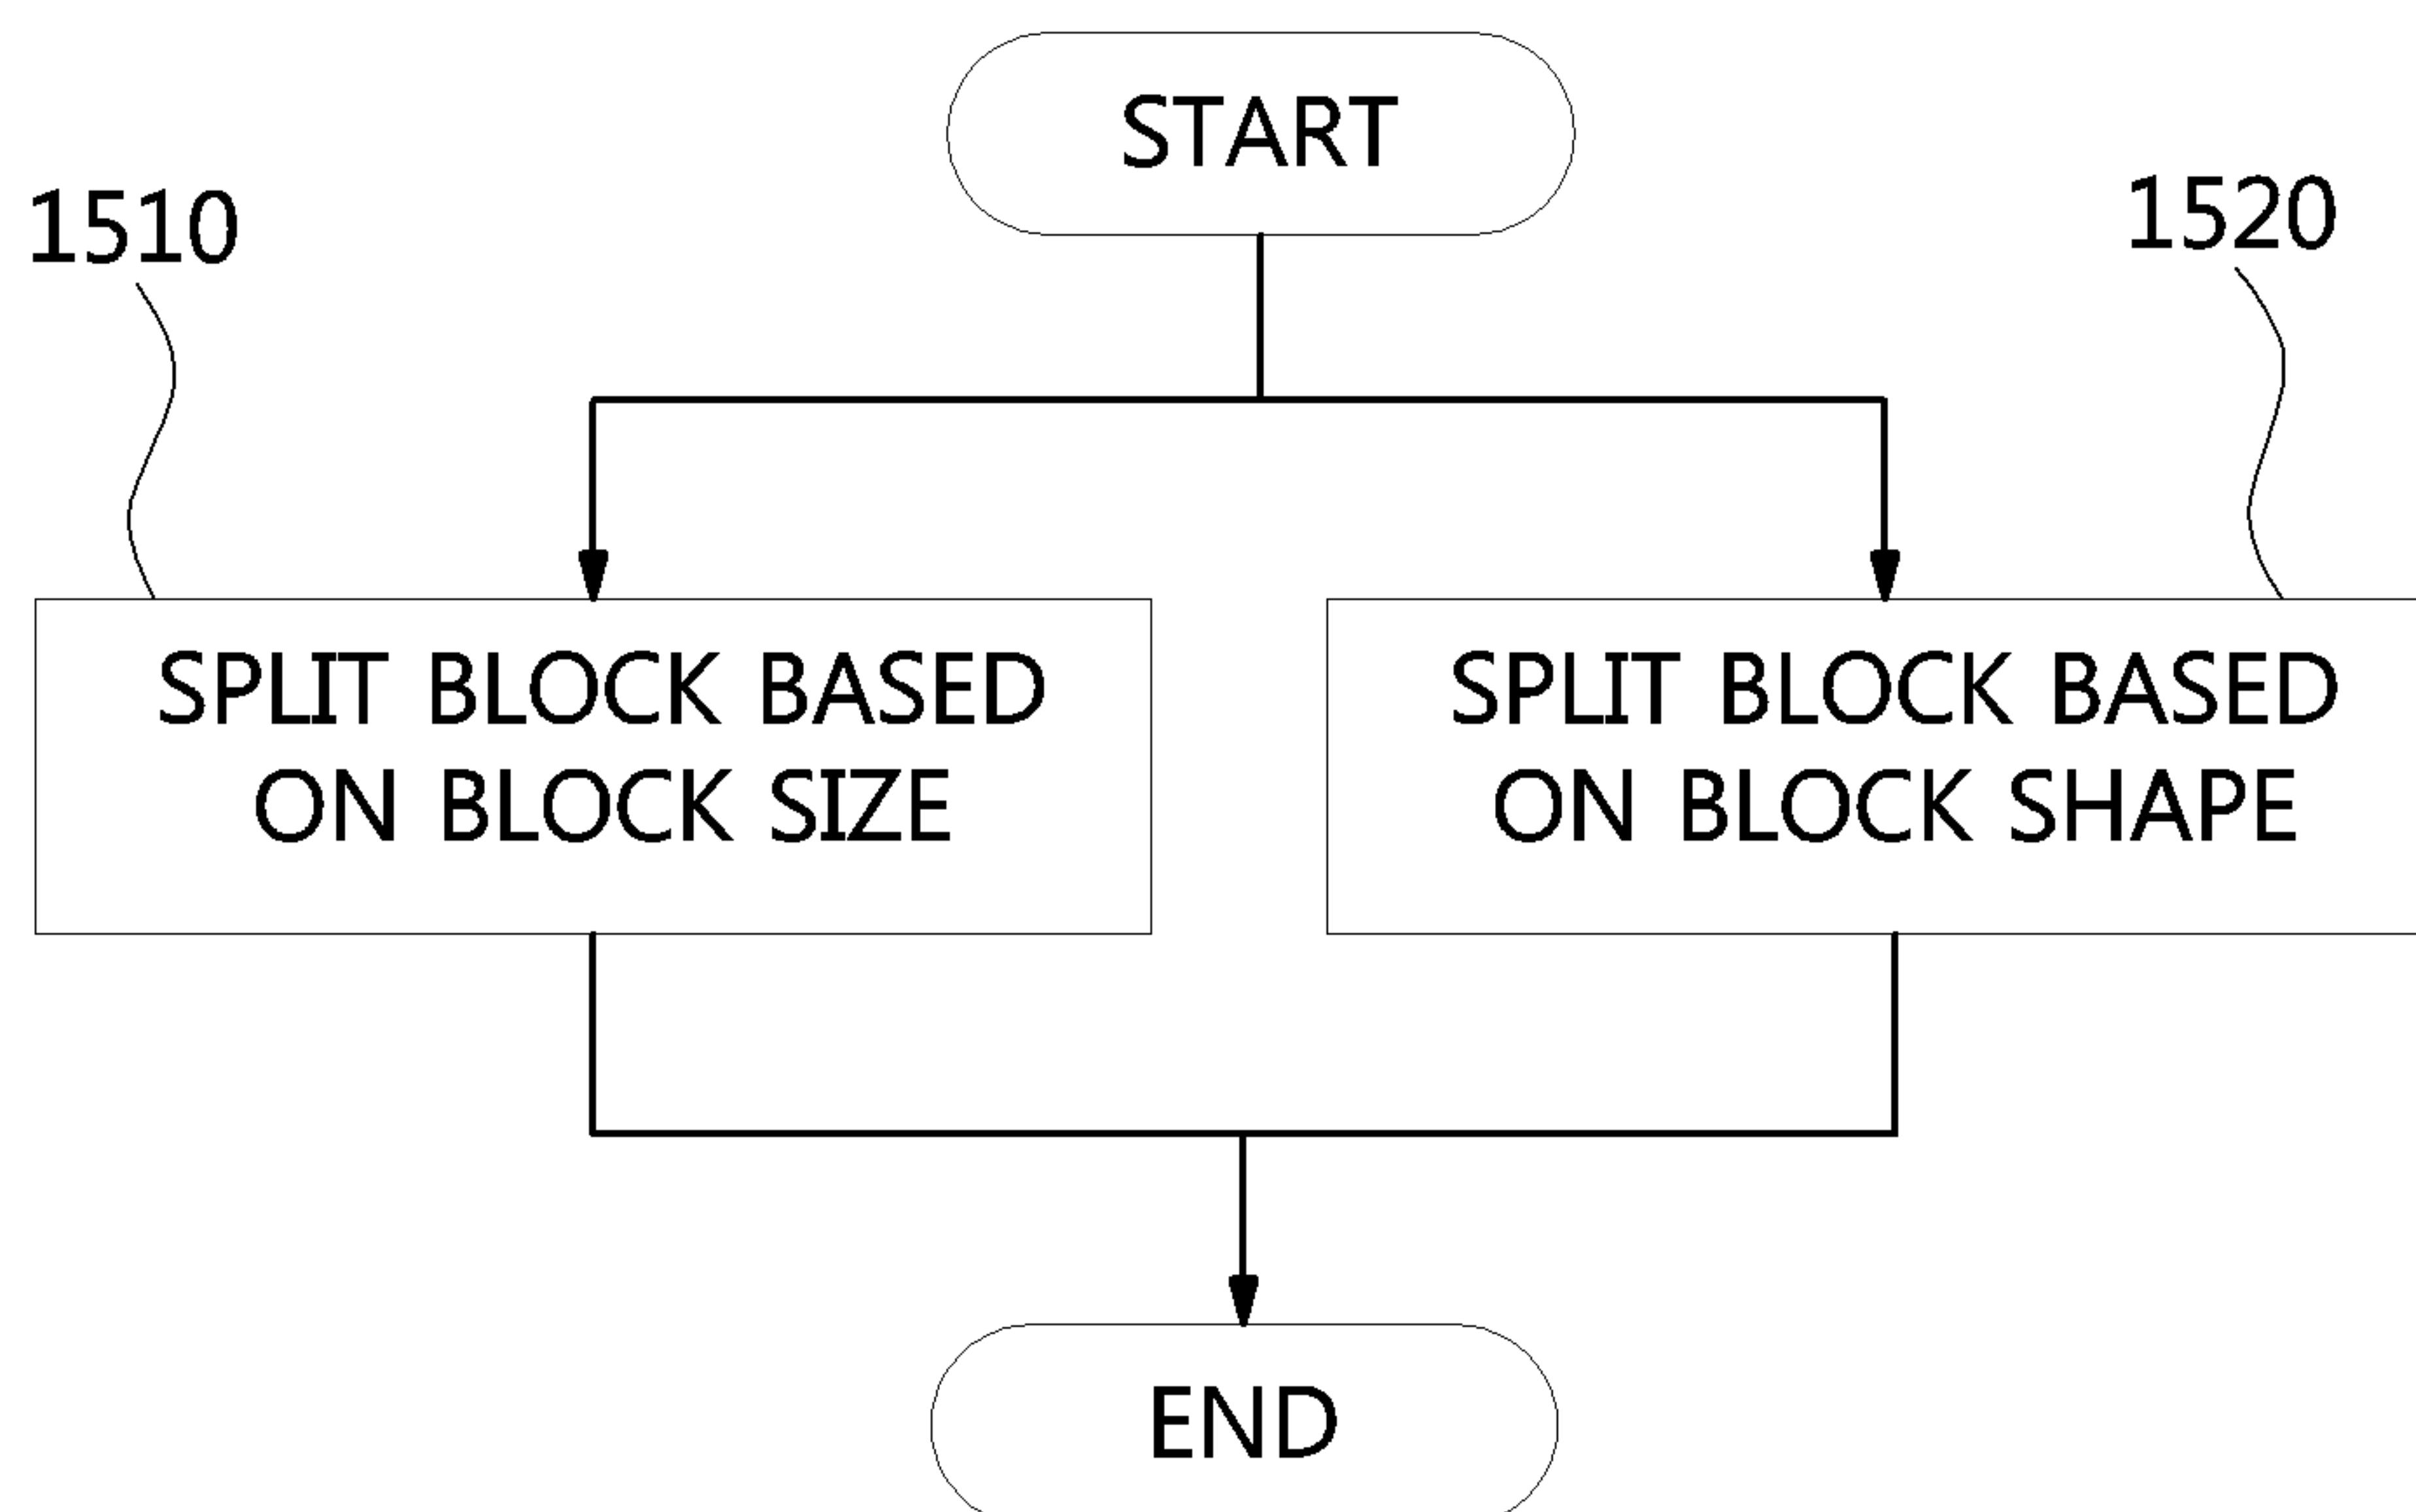 START
1510
1520
SPLIT BLOCK BASED
ON BLOCK SIZE
SPLIT BLOCK BASED
ON BLOCK SHAPE
END